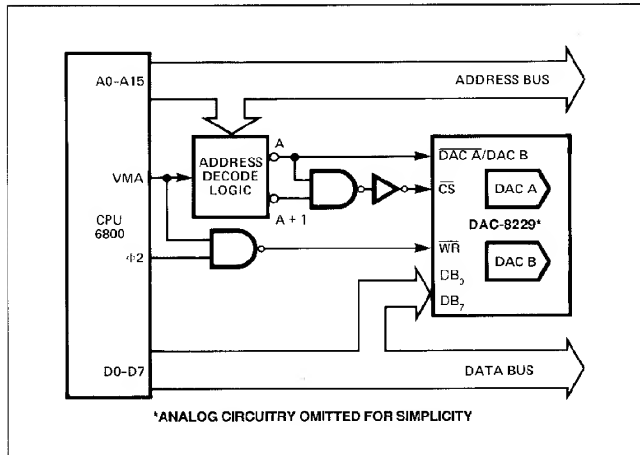 A0–A15
ADDRESS BUS
A
ADDRESS
DECODE
LOGIC
DAC A/DAC B
VMA
CS
DAC A
A + 1
CPU
6800
DAC-8229*
Φ2
WR
DAC B
DB0
DB7
D0–D7
DATA BUS
*ANALOG CIRCUITRY OMITTED FOR SIMPLICITY